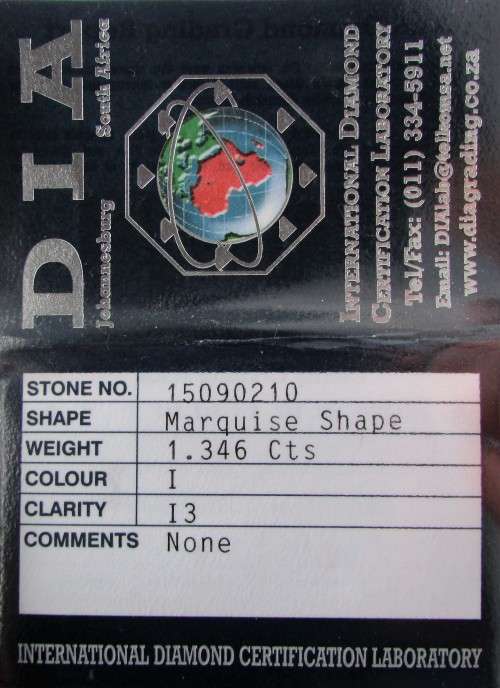 DIA
Johannesburg South Africa
INTERNATIONAL DIAMOND
CERTIFICATION LABORATORY
Tel/Fax: (011) 334-5911
Email: DIAlab@telkomsa.net
www.diagrading.co.za
STONE NO. 15090210
SHAPE Marquise Shape
WEIGHT 1.346 Cts
COLOUR I
CLARITY I3
COMMENTS None
INTERNATIONAL DIAMOND CERTIFICATION LABORATORY